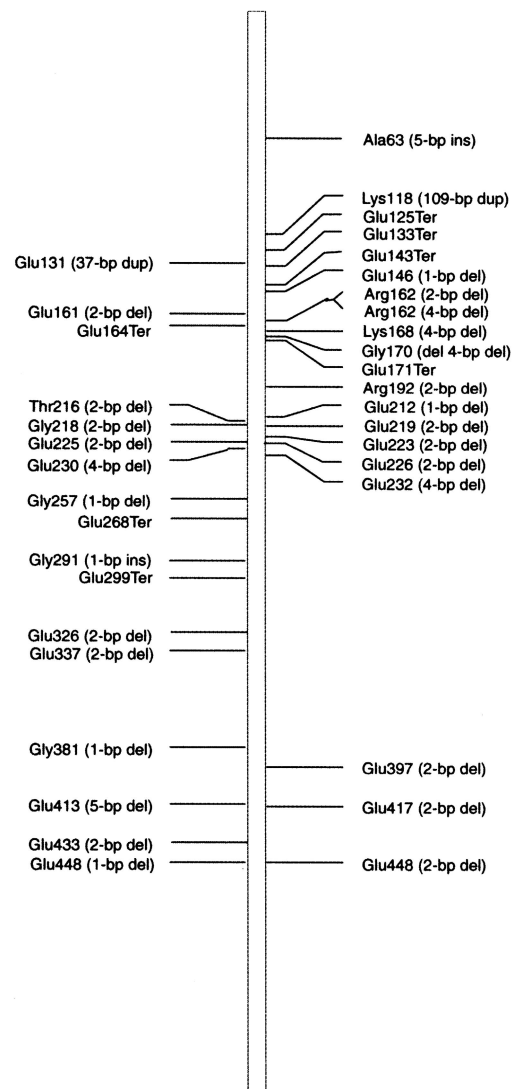 Ala63 (5-bp ins)
Lys118 (109-bp dup)
Glu125Ter
Glu133Ter
Glu143Ter
Glu146 (1-bp del)
Arg162 (2-bp del)
Arg162 (4-bp del)
Lys168 (4-bp del)
Gly170 (del 4-bp del)
Glu171Ter
Arg192 (2-bp del)
Glu212 (1-bp del)
Glu219 (2-bp del)
Glu223 (2-bp del)
Glu226 (2-bp del)
Glu232 (4-bp del)
Glu397 (2-bp del)
Glu417 (2-bp del)
Glu448 (2-bp del)
Glu131 (37-bp dup)
Glu161 (2-bp del)
Glu164Ter
Thr216 (2-bp del)
Gly218 (2-bp del)
Glu225 (2-bp del)
Glu230 (4-bp del)
Gly257 (1-bp del)
Glu268Ter
Gly291 (1-bp ins)
Glu299Ter
Glu326 (2-bp del)
Glu337 (2-bp del)
Gly381 (1-bp del)
Glu413 (5-bp del)
Glu433 (2-bp del)
Glu448 (1-bp del)